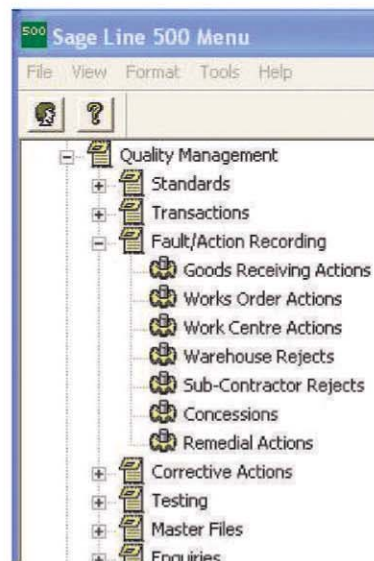 500 Sage Line 500 Menu
File View Format Tools Help
Quality Management
Standards
Transactions
Fault/Action Recording
Goods Receiving Actions
Works Order Actions
Work Centre Actions
Warehouse Rejects
Sub-Contractor Rejects
Concessions
Remedial Actions
Corrective Actions
Testing
Master Files
Enquiries